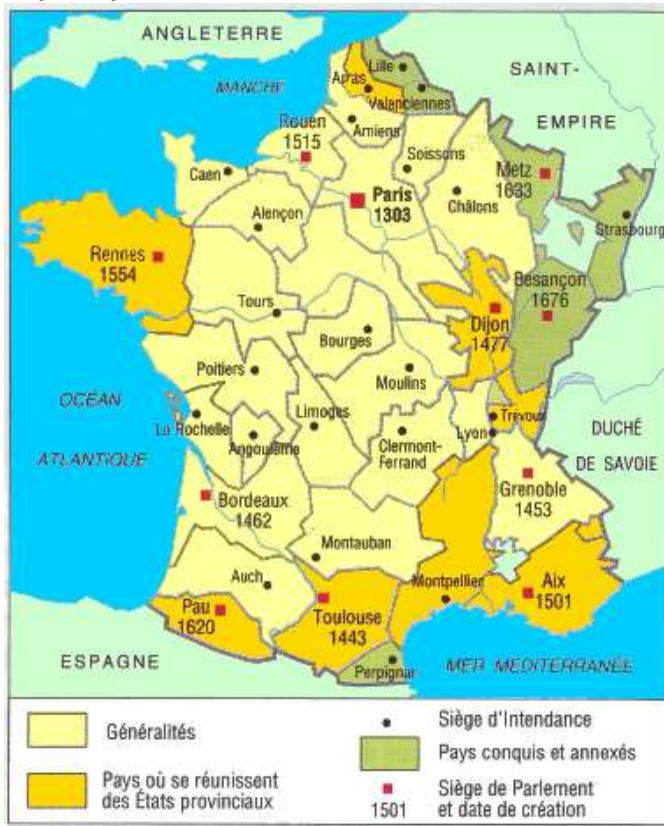 ANGLETERRE
MANCHE
SAINT-
EMPIRE
Lille
Arras
Valenciennes
Amiens
Rouen
1515
Soissons
Caen
Paris
1303
Metz
1633
Châlons
Strasbourg
Alençon
Rennes
1554
Besançon
1676
Tours
Dijon
1477
Bourges
Poitiers
Moulins
OCÉAN
ATLANTIQUE
La Rochelle
Limoges
Angoulème
Clermont-
Ferrand
Lyon
Trévoux
DUCHÉ
DE SAVOIE
Grenoble
1453
Bordeaux
1462
Montauban
Auch
Montpellier
Aix
1501
Pau
1620
Toulouse
1443
Perpignan
ESPAGNE
MER MÉDITERRANÉE
Généralités
Pays où se réunissent
des États provinciaux
Siège d'Intendance
Pays conquis et annexés
Siège de Parlement
1501 et date de création